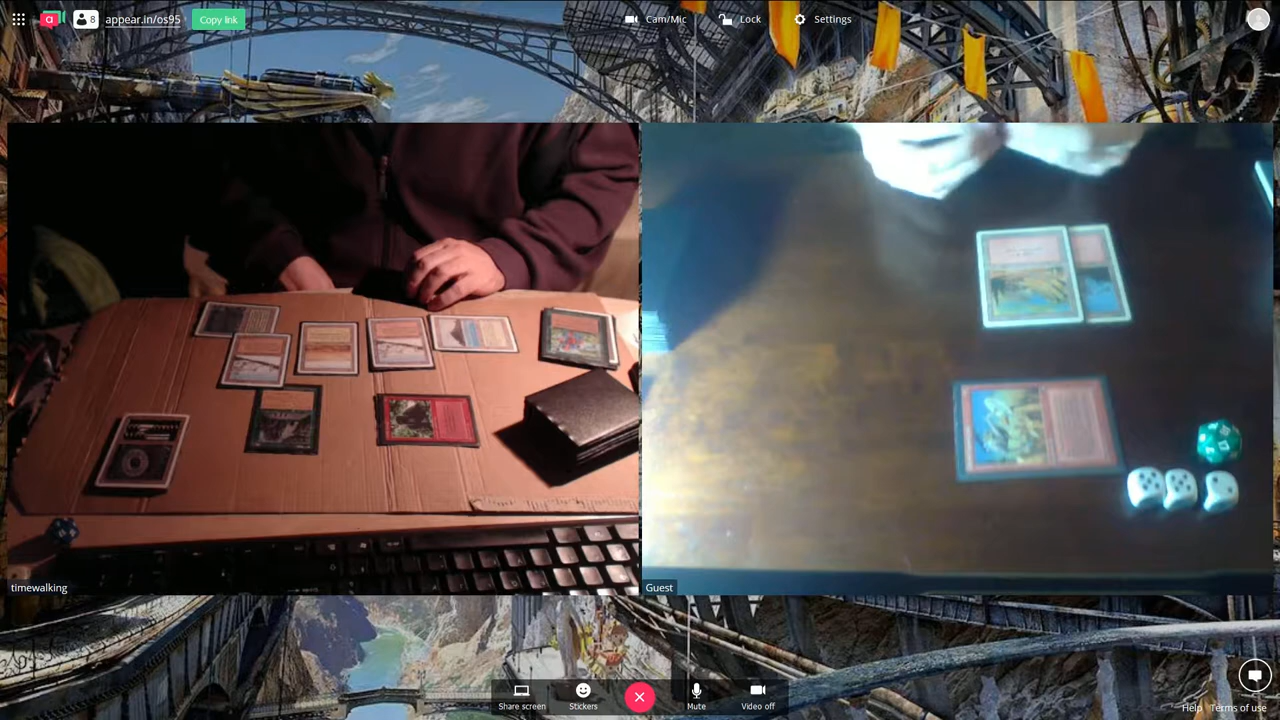 8
appear.in/os95
Copy link
Cam/Mic
Lock
Settings
timewalking
Guest
Share screen
Stickers
Mute
Video off
Help
Terms of use